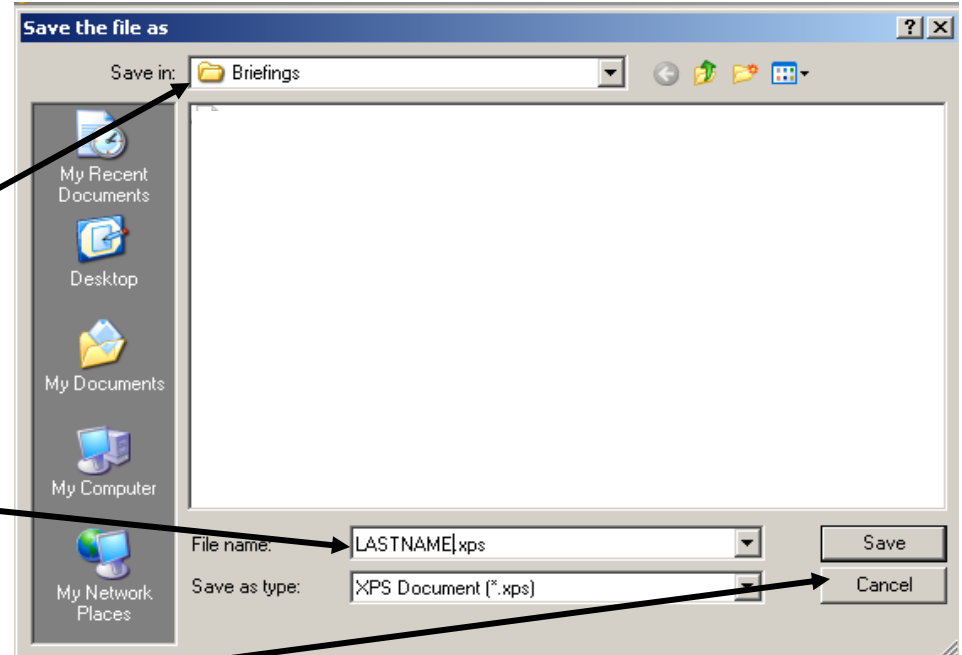 Save the file as
Save in: Briefings
My Recent
Documents
Desktop
My Documents
My Computer
My Network
Places
File name: LASTNAME.xps Save
Save as type: XPS Document (*.xps) Cancel